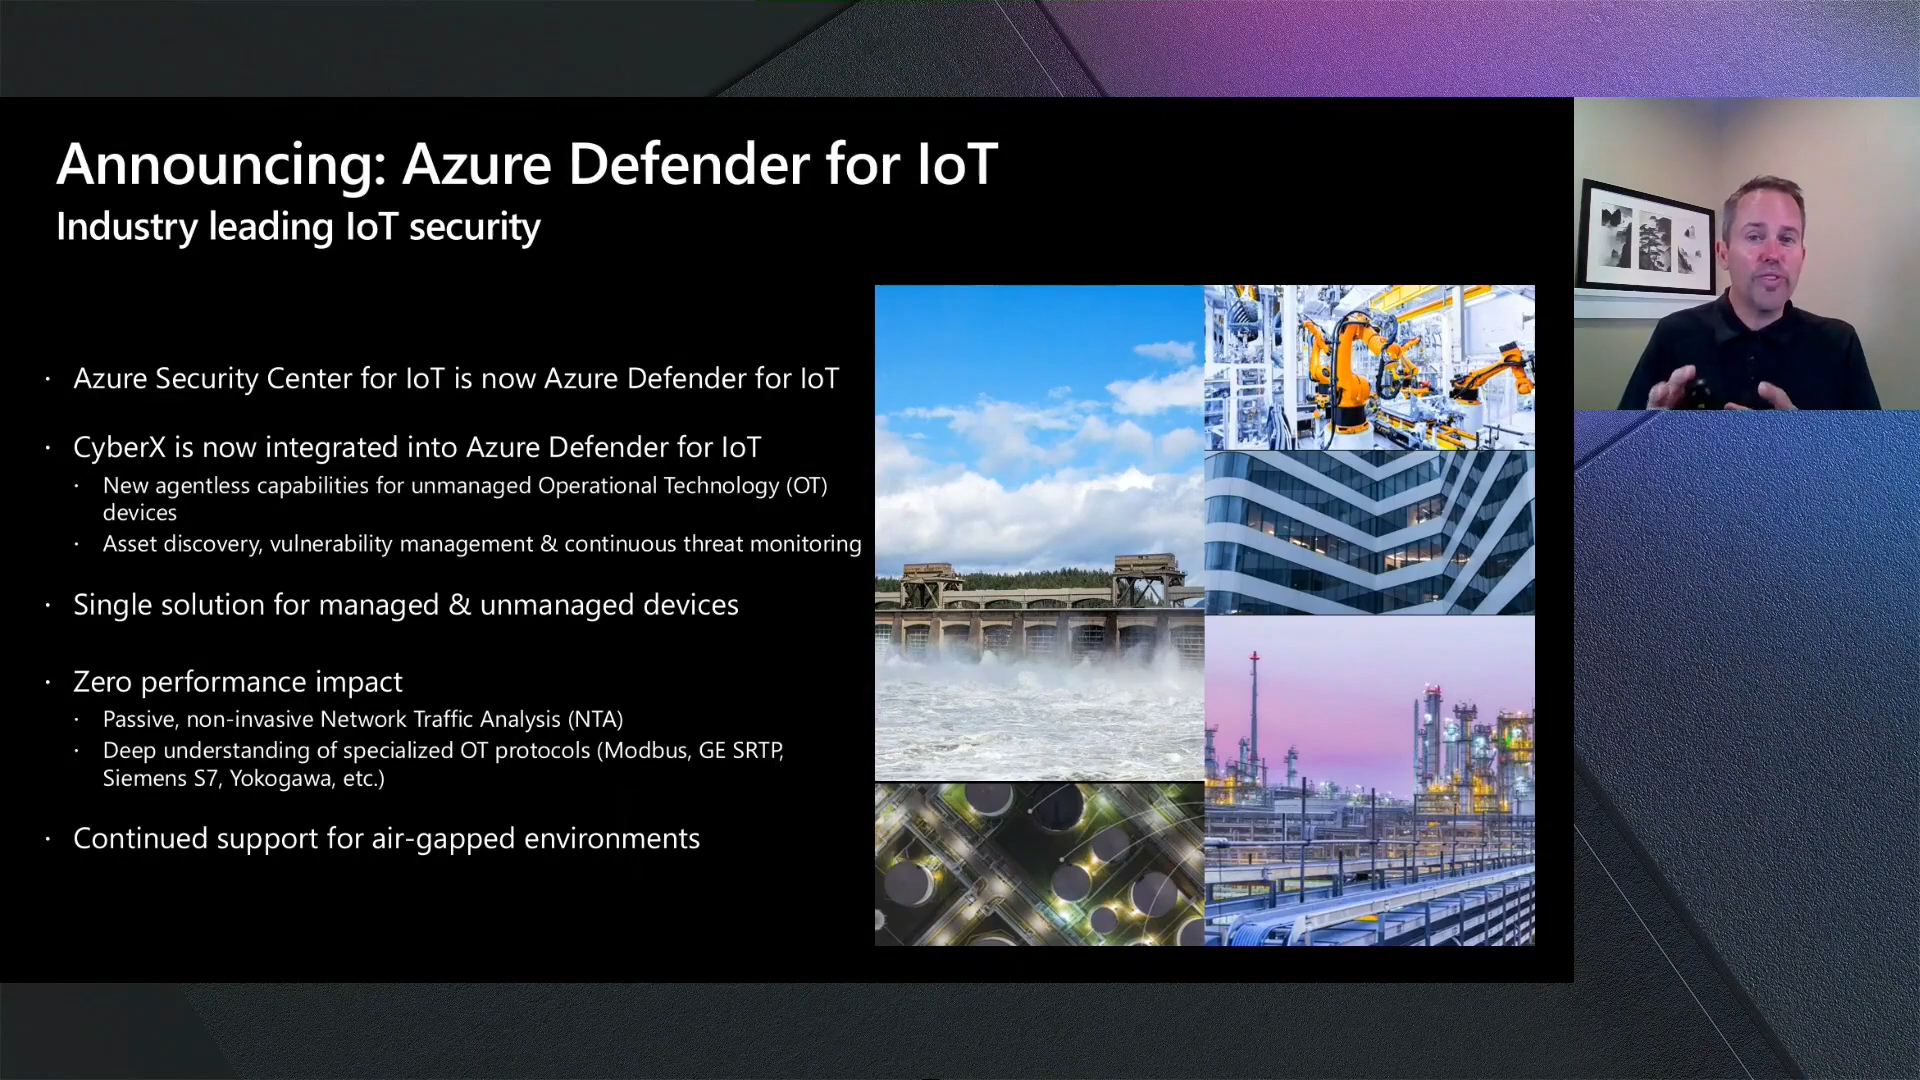 Announcing: Azure Defender for IoT
Industry leading IoT security
· Azure Security Center for IoT is now Azure Defender for IoT
· CyberX is now integrated into Azure Defender for IoT
· New agentless capabilities for unmanaged Operational Technology (OT)
devices
· Asset discovery, vulnerability management & continuous threat monitoring
· Single solution for managed & unmanaged devices
· Zero performance impact
· Passive, non-invasive Network Traffic Analysis (NTA)
· Deep understanding of specialized OT protocols (Modbus, GE SRTP,
Siemens S7, Yokogawa, etc.)
· Continued support for air-gapped environments